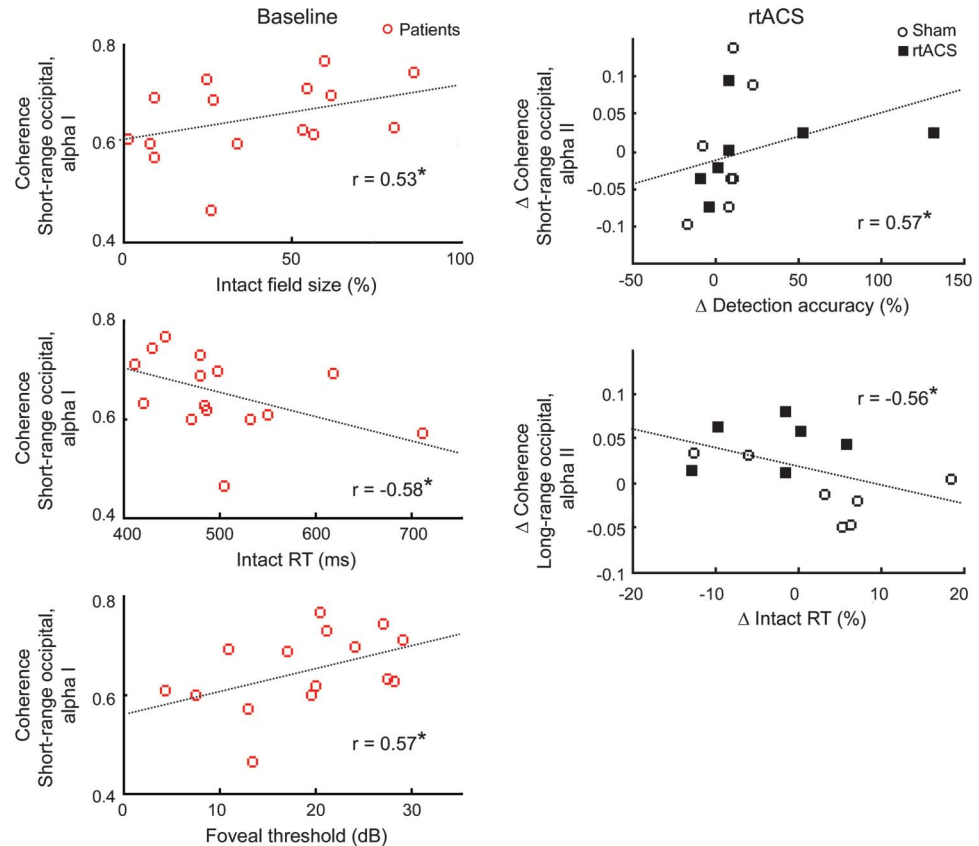 Baseline
Patients
Coherence
Short-range occipital,
alpha I
0.8
0.6
0.4
r = 0.53*
0
50
100
Intact field size (%)
Coherence
Short-range occipital,
alpha I
0.8
0.6
0.4
r = -0.58*
400
500
600
700
Intact RT (ms)
Coherence
Short-range occipital,
alpha I
0.8
0.6
0.4
r = 0.57*
0
10
20
30
Foveal threshold (dB)
rtACS
Sham
rtACS
Δ Coherence
Short-range occipital,
alpha II
0.1
0.05
0
-0.05
-0.1
r = 0.57*
-50
0
50
100
150
Δ Detection accuracy (%)
Δ Coherence
Long-range occipital,
alpha II
0.1
0.05
0
-0.05
-0.1
r = -0.56*
-20
-10
0
10
20
Δ Intact RT (%)